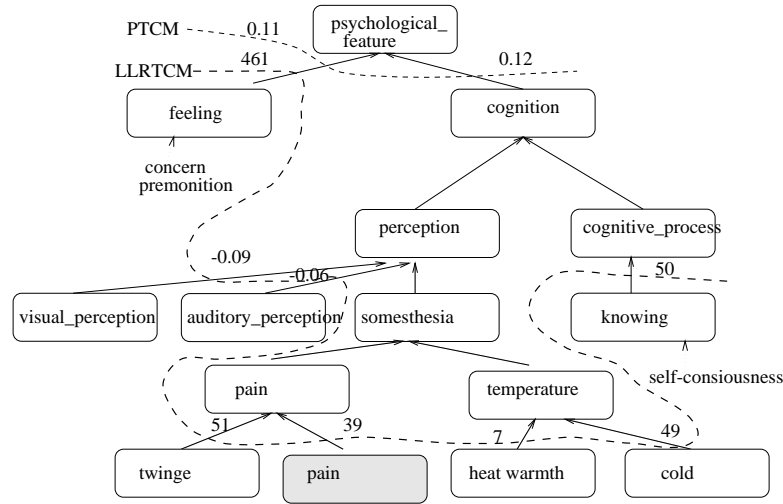 PTCM
0.11
psychological_
feature
LLRTCM
461
0.12
feeling
cognition
concern
premonition
perception
cognitive_process
-0.09
-0.06
50
visual_perception
auditory_perception
somesthesia
knowing
self-consiousness
pain
temperature
51
39
7
49
twinge
pain
heat warmth
cold